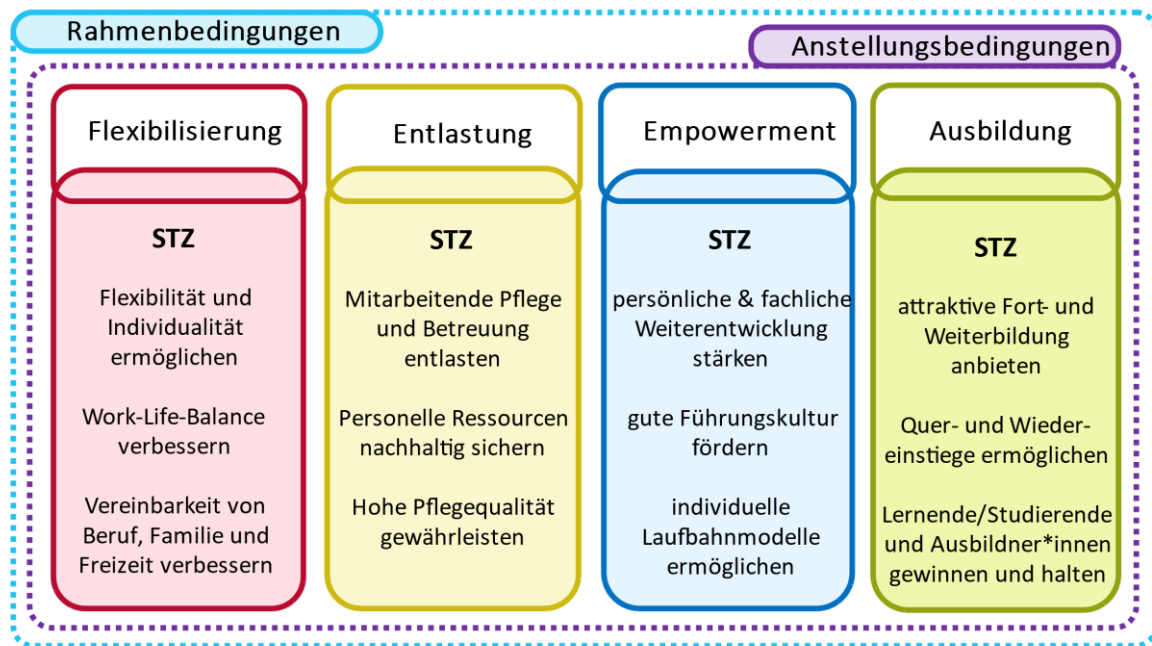 Rahmenbedingungen
Anstellungsbedingungen
Flexibilisierung
STZ
Flexibilität und
Individualität
ermöglichen
Work-Life-Balance
verbessern
Vereinbarkeit von
Beruf, Familie und
Freizeit verbessern
Entlastung
STZ
Mitarbeitende Pflege
und Betreuung
entlasten
Personelle Ressourcen
nachhaltig sichern
Hohe Pflegequalität
gewährleisten
Empowerment
STZ
persönliche & fachliche
Weiterentwicklung
stärken
gute Führungskultur
fördern
individuelle
Laufbahnmodelle
ermöglichen
Ausbildung
STZ
attraktive Fort- und
Weiterbildung
anbieten
Quer- und Wieder-
einstiege ermöglichen
Lernende/Studierende
und Ausbildner*innen
gewinnen und halten